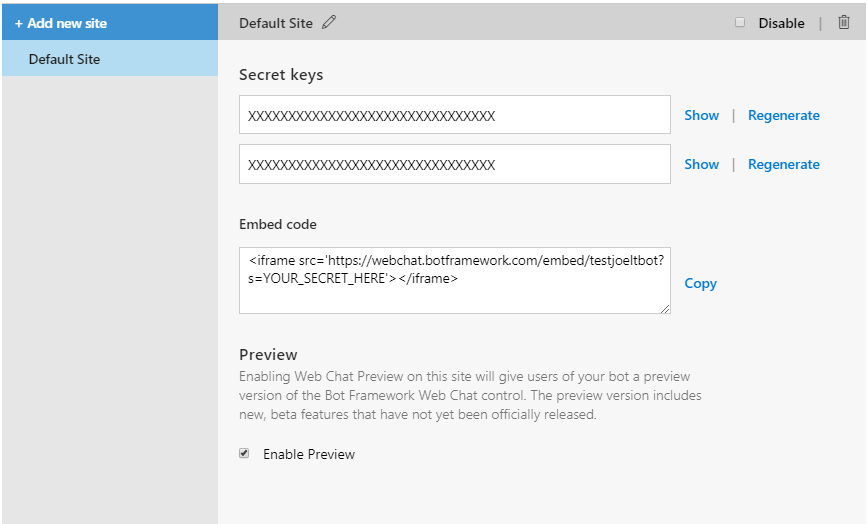 + Add new site
Default Site Disable |
Default Site
Secret keys
XXXXXXXXXXXXXXXXXXXXXXXXXXXXXXXX Show | Regenerate
XXXXXXXXXXXXXXXXXXXXXXXXXXXXXXXX Show | Regenerate
Embed code
<iframe src='https://webchat.botframework.com/embed/testjoeltbot?
s=YOUR_SECRET_HERE'></iframe>
Copy
Preview
Enabling Web Chat Preview on this site will give users of your bot a preview
version of the Bot Framework Web Chat control. The preview version includes
new, beta features that have not yet been officially released.
Enable Preview